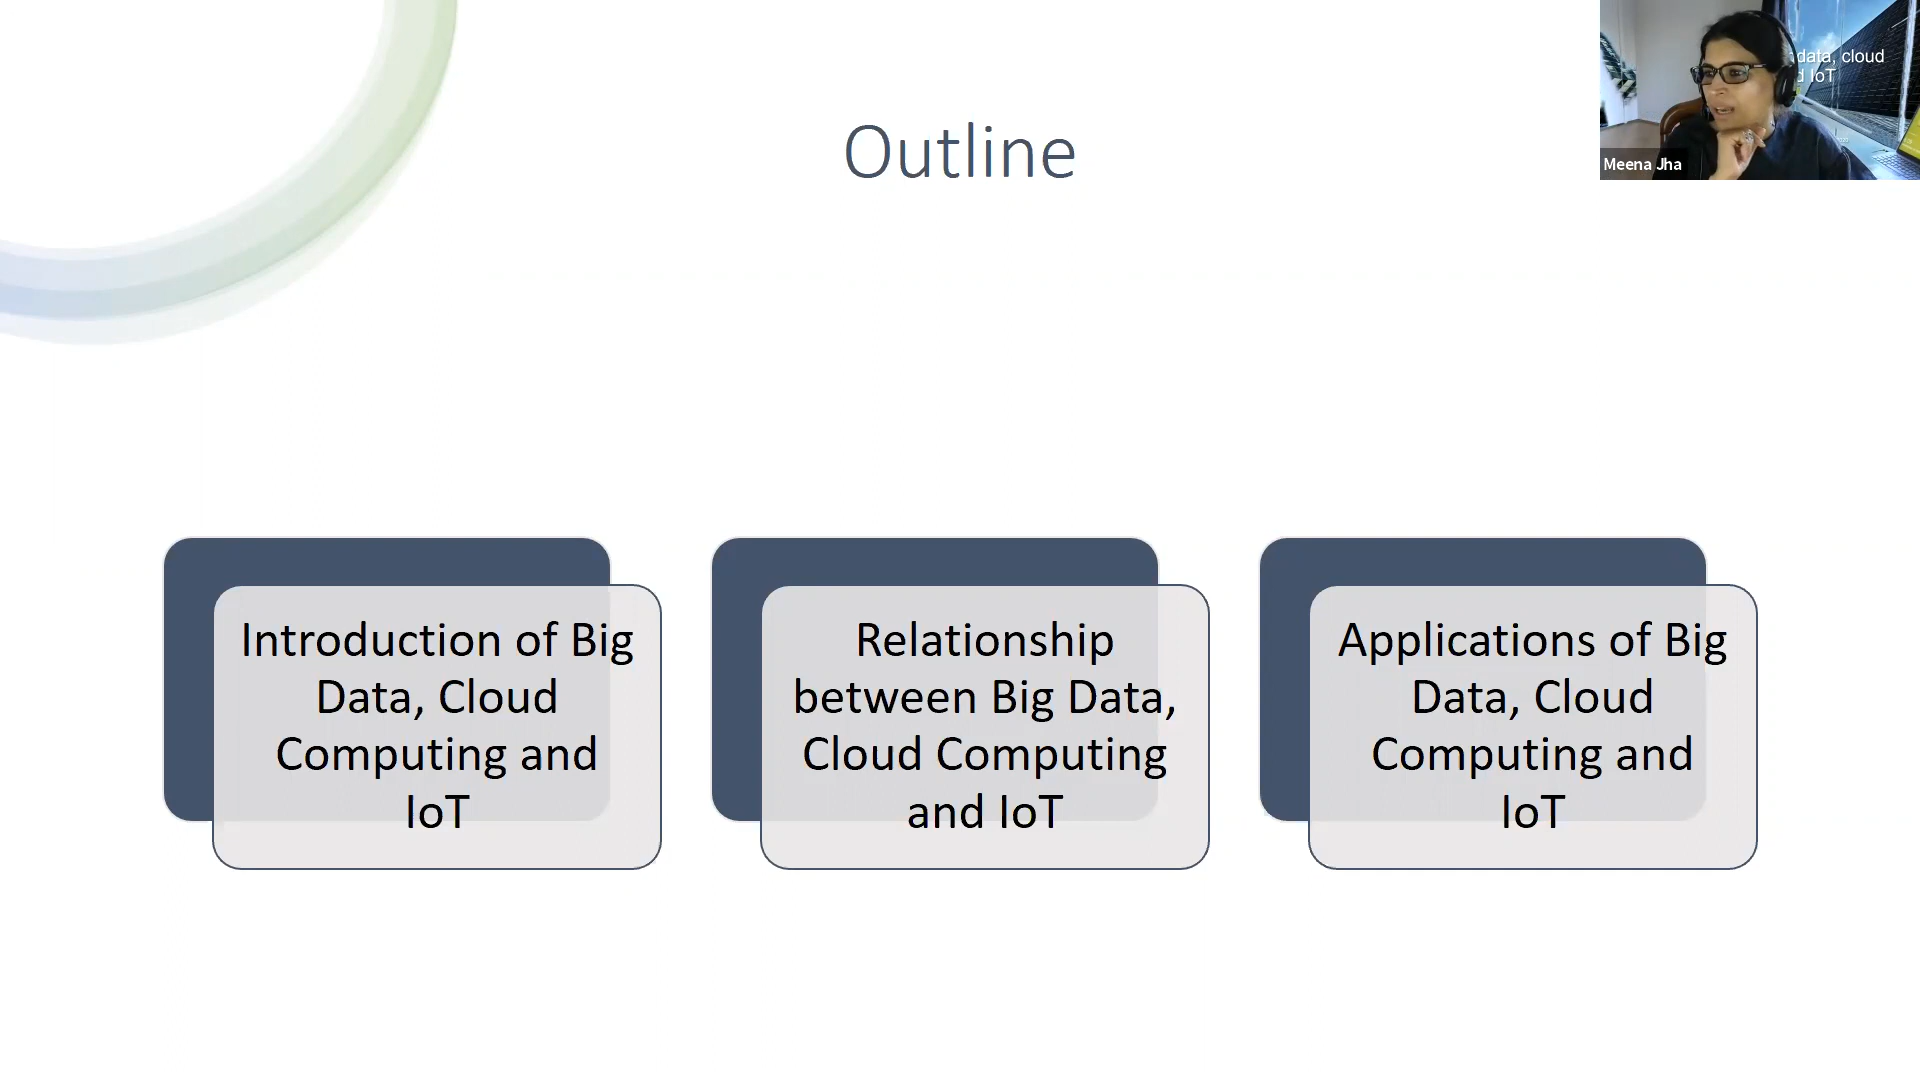 Outline
data, cloud
IoT
Meena Jha
Introduction of Big
Data, Cloud
Computing and
IoT
Relationship
between Big Data,
Cloud Computing
and IoT
Applications of Big
Data, Cloud
Computing and
IoT